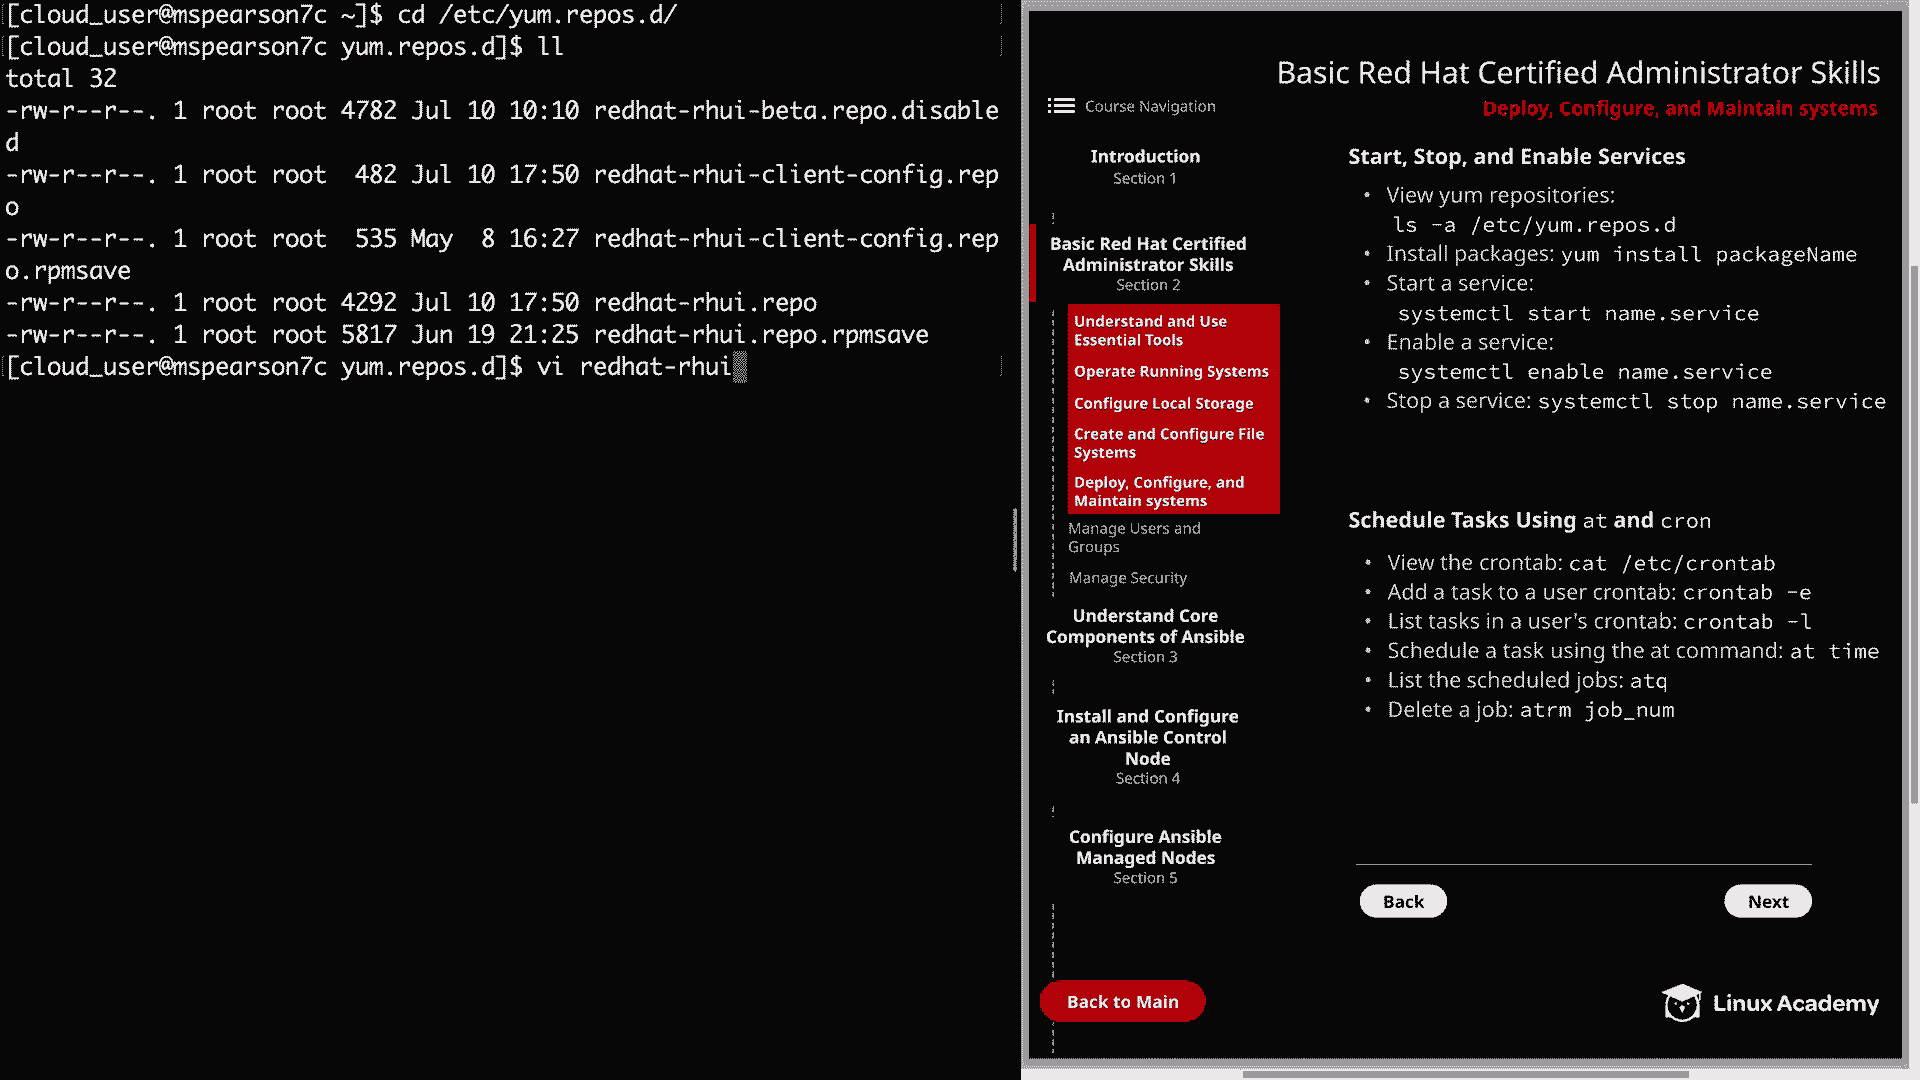 [cloud_user@mspearson7c ~]$ cd /etc/yum.repos.d/
[cloud_user@mspearson7c yum.repos.d]$ ll
total 32
-rw-r--r--. 1 root root 4782 Jul 10 10:10 redhat-rhui-beta.repo.disable
d
-rw-r--r--. 1 root root  482 Jul 10 17:50 redhat-rhui-client-config.rep
o
-rw-r--r--. 1 root root  535 May  8 16:27 redhat-rhui-client-config.rep
o.rpmsave
-rw-r--r--. 1 root root 4292 Jul 10 17:50 redhat-rhui.repo
-rw-r--r--. 1 root root 5817 Jun 19 21:25 redhat-rhui.repo.rpmsave
[cloud_user@mspearson7c yum.repos.d]$ vi redhat-rhui
Basic Red Hat Certified Administrator Skills
Deploy, Configure, and Maintain systems
Course Navigation
Introduction
Section 1
Basic Red Hat Certified
Administrator Skills
Section 2
Understand and Use
Essential Tools
Operate Running Systems
Configure Local Storage
Create and Configure File
Systems
Deploy, Configure, and
Maintain systems
Manage Users and
Groups
Manage Security
Understand Core
Components of Ansible
Section 3
Install and Configure
an Ansible Control
Node
Section 4
Configure Ansible
Managed Nodes
Section 5
Back to Main
Start, Stop, and Enable Services
• View yum repositories:
ls -a /etc/yum.repos.d
• Install packages: yum install packageName
• Start a service:
systemctl start name.service
• Enable a service:
systemctl enable name.service
• Stop a service: systemctl stop name.service
Schedule Tasks Using at and cron
• View the crontab: cat /etc/crontab
• Add a task to a user crontab: crontab -e
• List tasks in a user's crontab: crontab -l
• Schedule a task using the at command: at time
• List the scheduled jobs: atq
• Delete a job: atrm job_num
Back
Next
Linux Academy